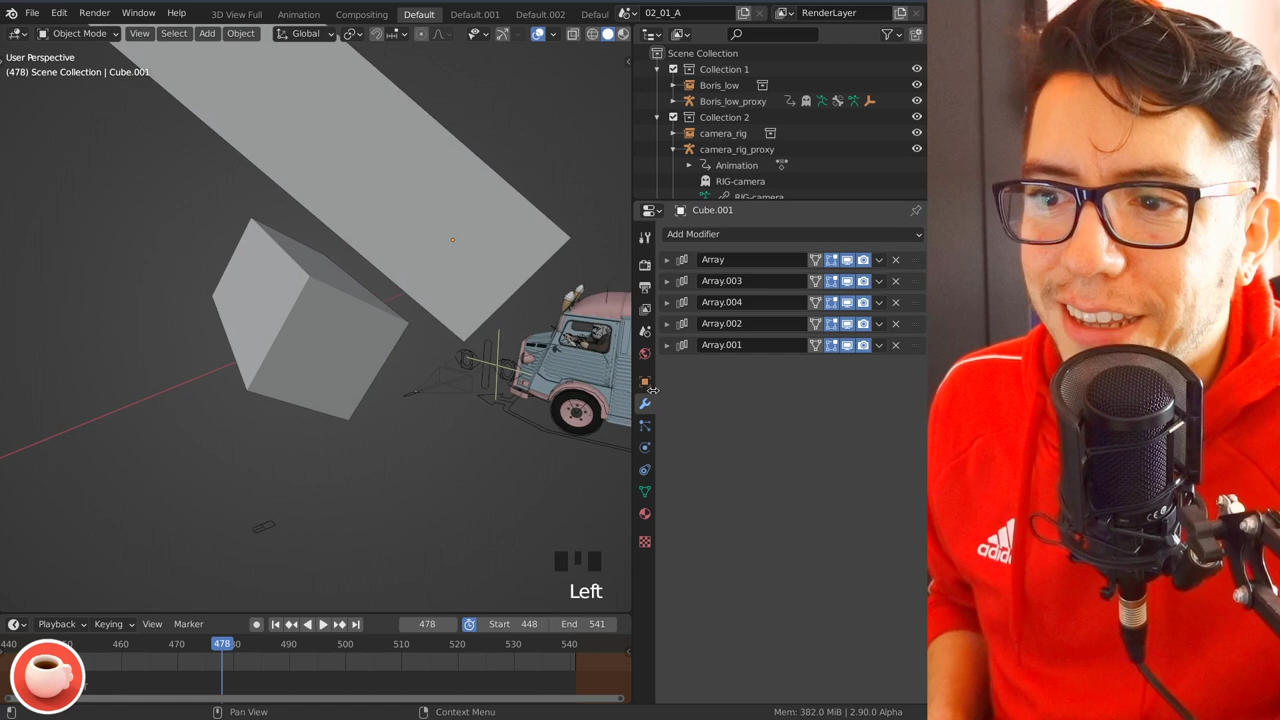 File Edit Render Window Help 3D View Full Animation Compositing Default Default.001 Default.002 Defaul 02_01_A RenderLayer
Object Mode View Select Add Object Global
User Perspective
(478) Scene Collection | Cube.001
Scene Collection
Collection 1
Boris_low
Boris_low_proxy
Collection 2
camera_rig
camera_rig_proxy
Animation
RIG-camera
RIG-camera
Cube.001
Add Modifier
Array
Array.003
Array.004
Array.002
Array.001
Left
Playback Keying View Marker 478 Start 448 End 541
440 460 470 478 490 500 510 520 530 540
Pan View Context Menu Mem: 382.0 MiB | 2.90.0 Alpha
adidas